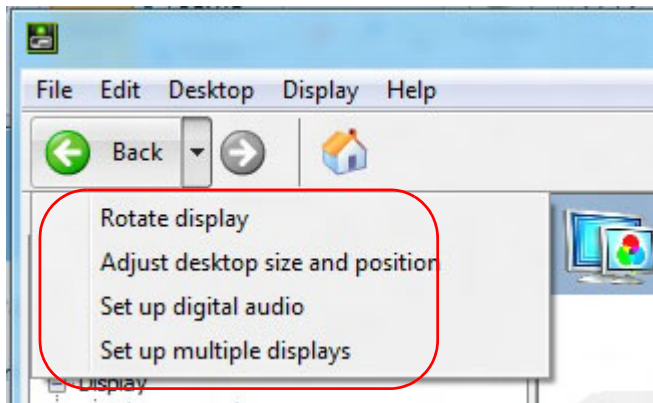 File Edit Desktop Display Help
Back
Rotate display
Adjust desktop size and position
Set up digital audio
Set up multiple displays
Display